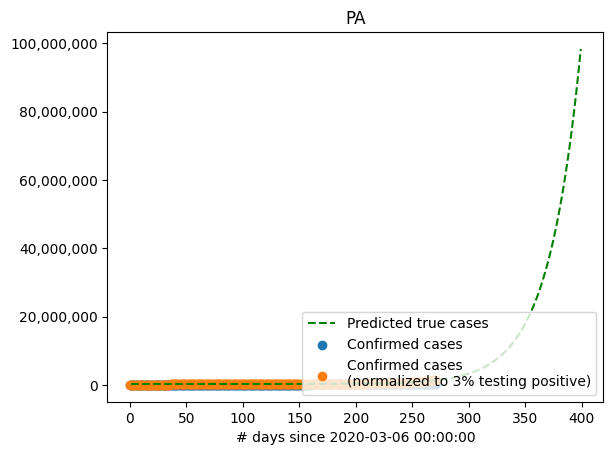 PA
100,000,000
80,000,000
60,000,000
40,000,000
20,000,000
0
Predicted true cases
Confirmed cases
Confirmed cases
(normalized to 3% testing positive)
0 50 100 150 200 250 300 350 400
# days since 2020-03-06 00:00:00